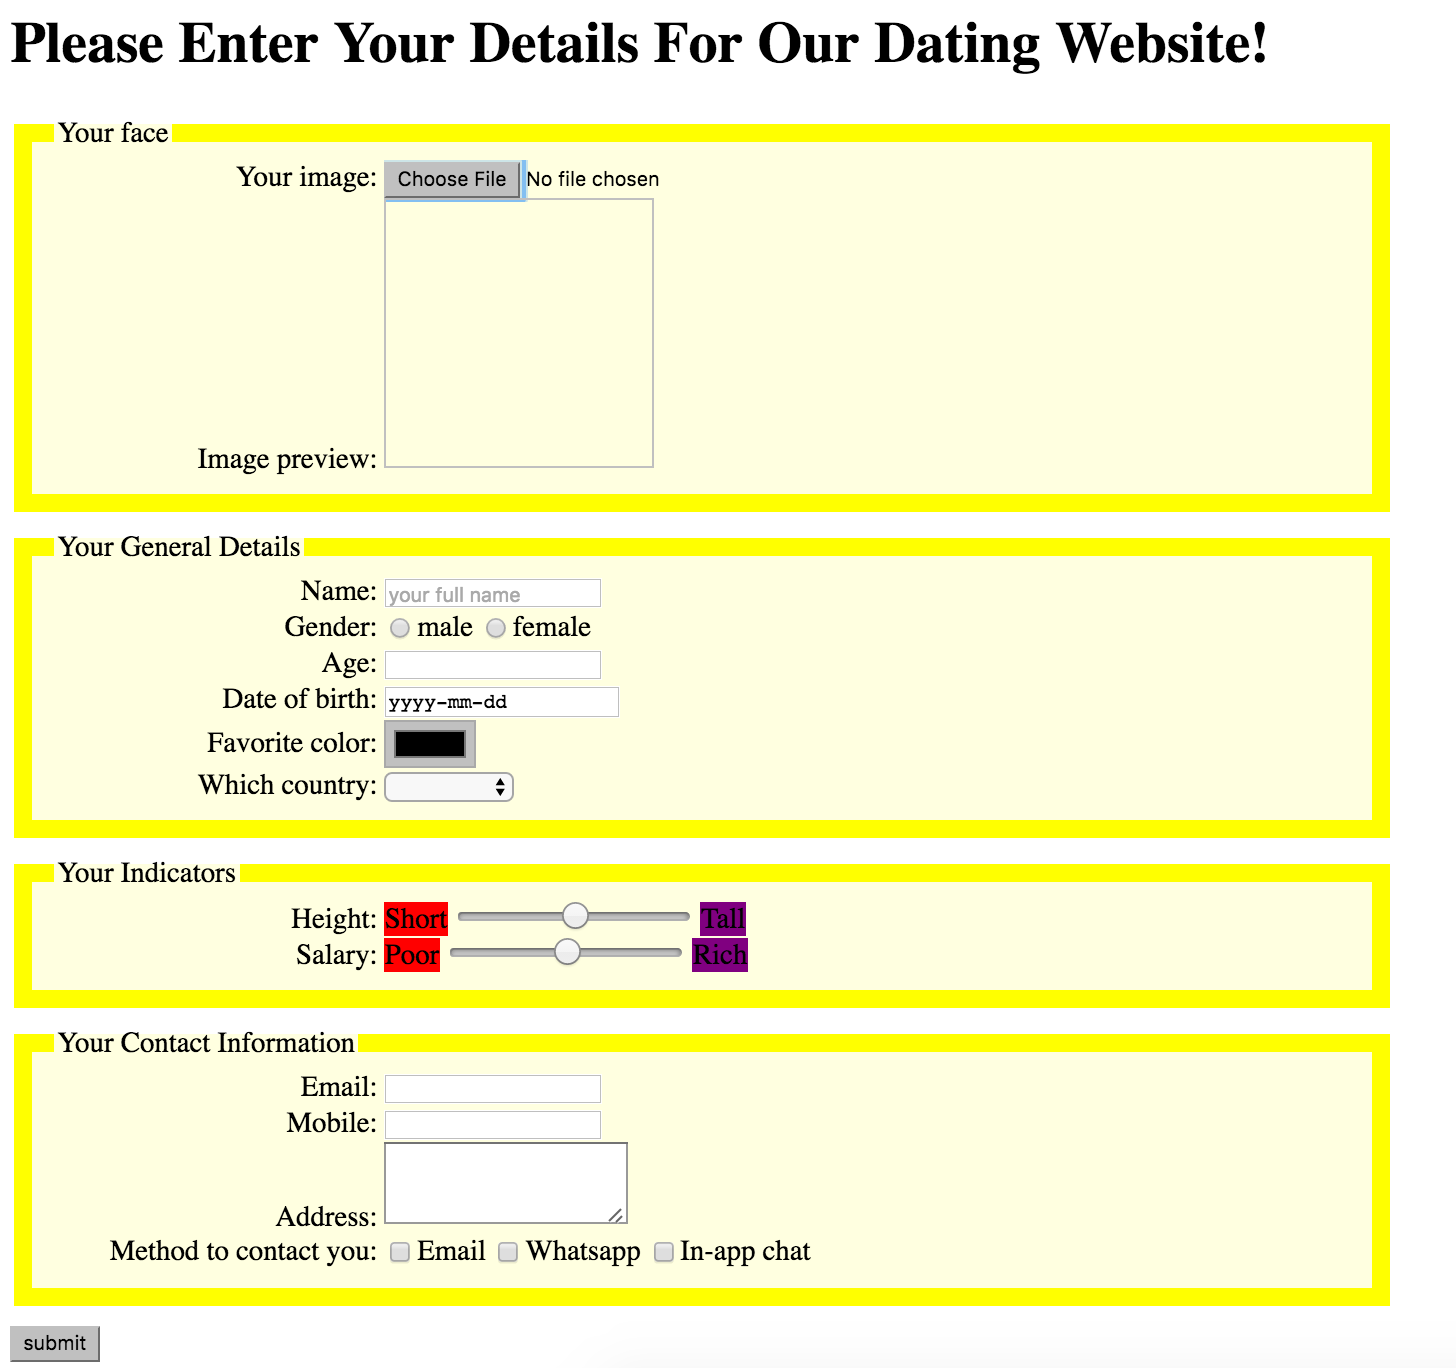 Please Enter Your Details For Our Dating Website!
Your face
Your image: Choose File No file chosen
Image preview:
Your General Details
Name: your full name
Gender: male female
Age:
Date of birth: yyyy-mm-dd
Favorite color:
Which country:
Your Indicators
Height: Short Tall
Salary: Poor Rich
Your Contact Information
Email:
Mobile:
Address:
Method to contact you: Email Whatsapp In-app chat
submit